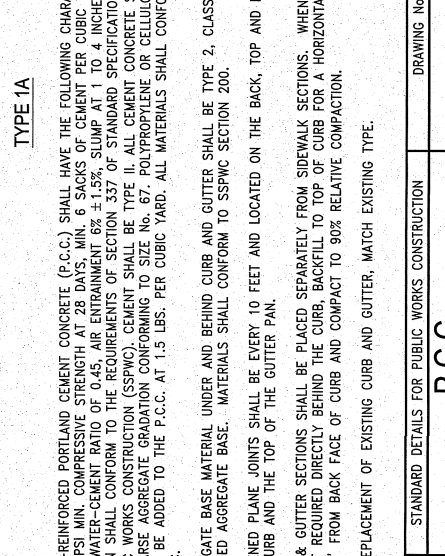 TYPE 1A
-REINFORCED PORTLAND CEMENT CONCRETE (P.C.C.) SHALL HAVE THE FOLLOWING
PSI MIN. COMPRESSIVE STRENGTH AT 28 DAYS, MIN. 6 SACKS OF CEMENT PER CUBIC
WATER-CEMENT RATIO OF 0.45, AIR ENTRAINMENT 6% ±1.5%, SLUMP AT 1 TO 4
SHALL CONFORM TO THE REQUIREMENTS OF SECTION 337 OF STANDARD
WORKS CONSTRUCTION (SSPWC). CEMENT SHALL BE TYPE II. ALL CEMENT CONCRETE
AGGREGATE GRADATION CONFORMING TO SIZE No. 67. POLYPROPYLENE OR
BE ADDED TO THE P.C.C. AT 1.5 LBS. PER CUBIC YARD. ALL MATERIALS SHALL
GATE BASE MATERIAL UNDER AND BEHIND CURB AND GUTTER SHALL BE TYPE 2, CLASS
ED AGGREGATE BASE. MATERIALS SHALL CONFORM TO SSPWC SECTION 200.
NED PLANE JOINTS SHALL BE EVERY 10 FEET AND LOCATED ON THE BACK, TOP AND
URB AND THE TOP OF THE GUTTER PAN.
& GUTTER SECTIONS SHALL BE PLACED SEPARATELY FROM SIDEWALK SECTIONS. WHEN
REQUIRED DIRECTLY BEHIND THE CURB, BACKFILL TO TOP OF CURB FOR A
FROM BACK FACE OF CURB AND COMPACT TO 90% RELATIVE COMPACTION.
EPLACEMENT OF EXISTING CURB AND GUTTER, MATCH EXISTING TYPE.
STANDARD DETAILS FOR PUBLIC WORKS CONSTRUCTION
DRAWING No